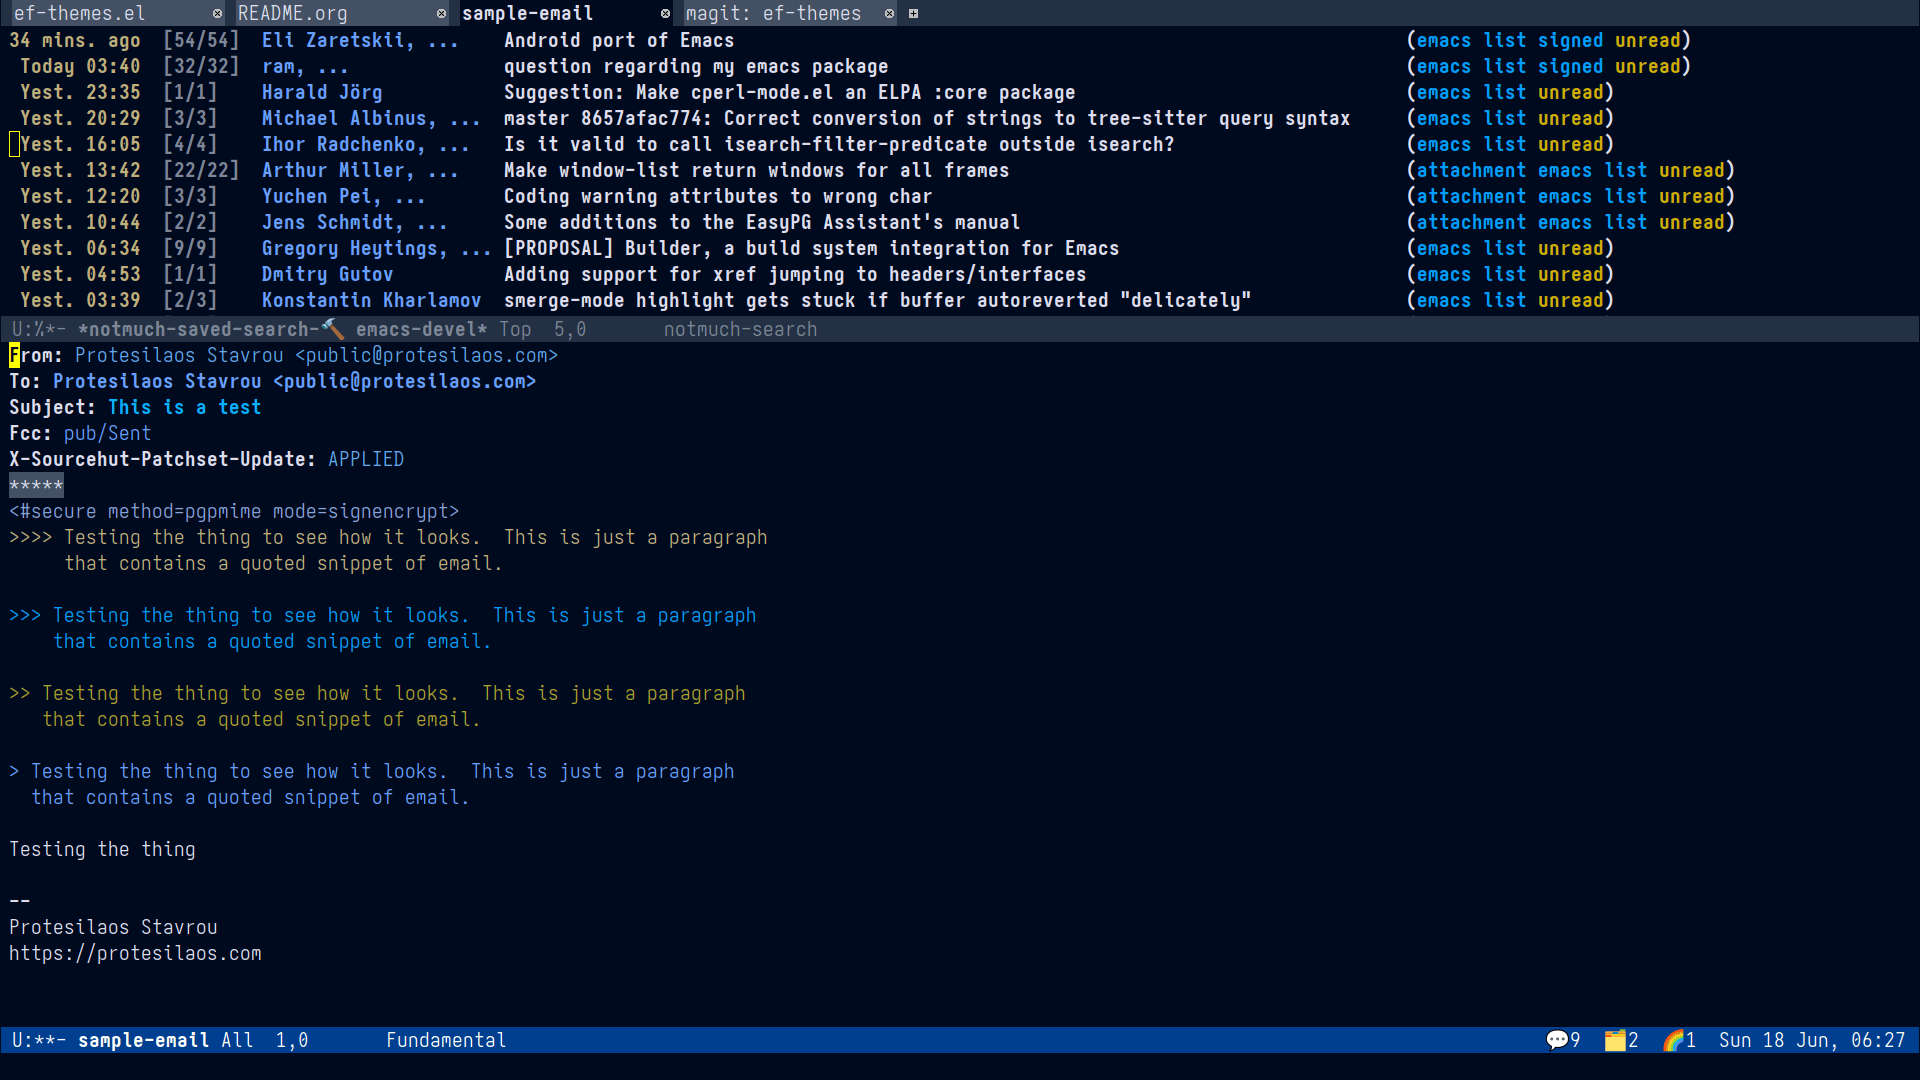 ef-themes.el README.org sample-email magit: ef-themes
34 mins. ago [54/54] Eli Zaretskii, ... Android port of Emacs (emacs list signed unread)
Today 03:40 [32/32] ram, ... question regarding my emacs package (emacs list signed unread)
Yest. 23:35 [1/1] Harald Jörg Suggestion: Make cperl-mode.el an ELPA :core package (emacs list unread)
Yest. 20:29 [3/3] Michael Albinus, ... master 8657afac774: Correct conversion of strings to tree-sitter query syntax (emacs list unread)
Yest. 16:05 [4/4] Ihor Radchenko, ... Is it valid to call isearch-filter-predicate outside isearch? (emacs list unread)
Yest. 13:42 [22/22] Arthur Miller, ... Make window-list return windows for all frames (attachment emacs list unread)
Yest. 12:20 [3/3] Yuchen Pei, ... Coding warning attributes to wrong char (attachment emacs list unread)
Yest. 10:44 [2/2] Jens Schmidt, ... Some additions to the EasyPG Assistant's manual (attachment emacs list unread)
Yest. 06:34 [9/9] Gregory Heytings, ... [PROPOSAL] Builder, a build system integration for Emacs (emacs list unread)
Yest. 04:53 [1/1] Dmitry Gutov Adding support for xref jumping to headers/interfaces (emacs list unread)
Yest. 03:39 [2/3] Konstantin Kharlamov smerge-mode highlight gets stuck if buffer autoreverted "delicately" (emacs list unread)
U:%*- *notmuch-saved-search-🔨 emacs-devel* Top 5,0 notmuch-search
From: Protesilaos Stavrou <public@protesilaos.com>
To: Protesilaos Stavrou <public@protesilaos.com>
Subject: This is a test
Fcc: pub/Sent
X-Sourcehut-Patchset-Update: APPLIED
*****
<#secure method=pgpmime mode=signencrypt>
>>>> Testing the thing to see how it looks. This is just a paragraph
that contains a quoted snippet of email.
>>> Testing the thing to see how it looks. This is just a paragraph
that contains a quoted snippet of email.
>> Testing the thing to see how it looks. This is just a paragraph
that contains a quoted snippet of email.
> Testing the thing to see how it looks. This is just a paragraph
that contains a quoted snippet of email.
Testing the thing
--
Protesilaos Stavrou
https://protesilaos.com
U:**- sample-email All 1,0 Fundamental 💬9 🗂️2 🌈1 Sun 18 Jun, 06:27